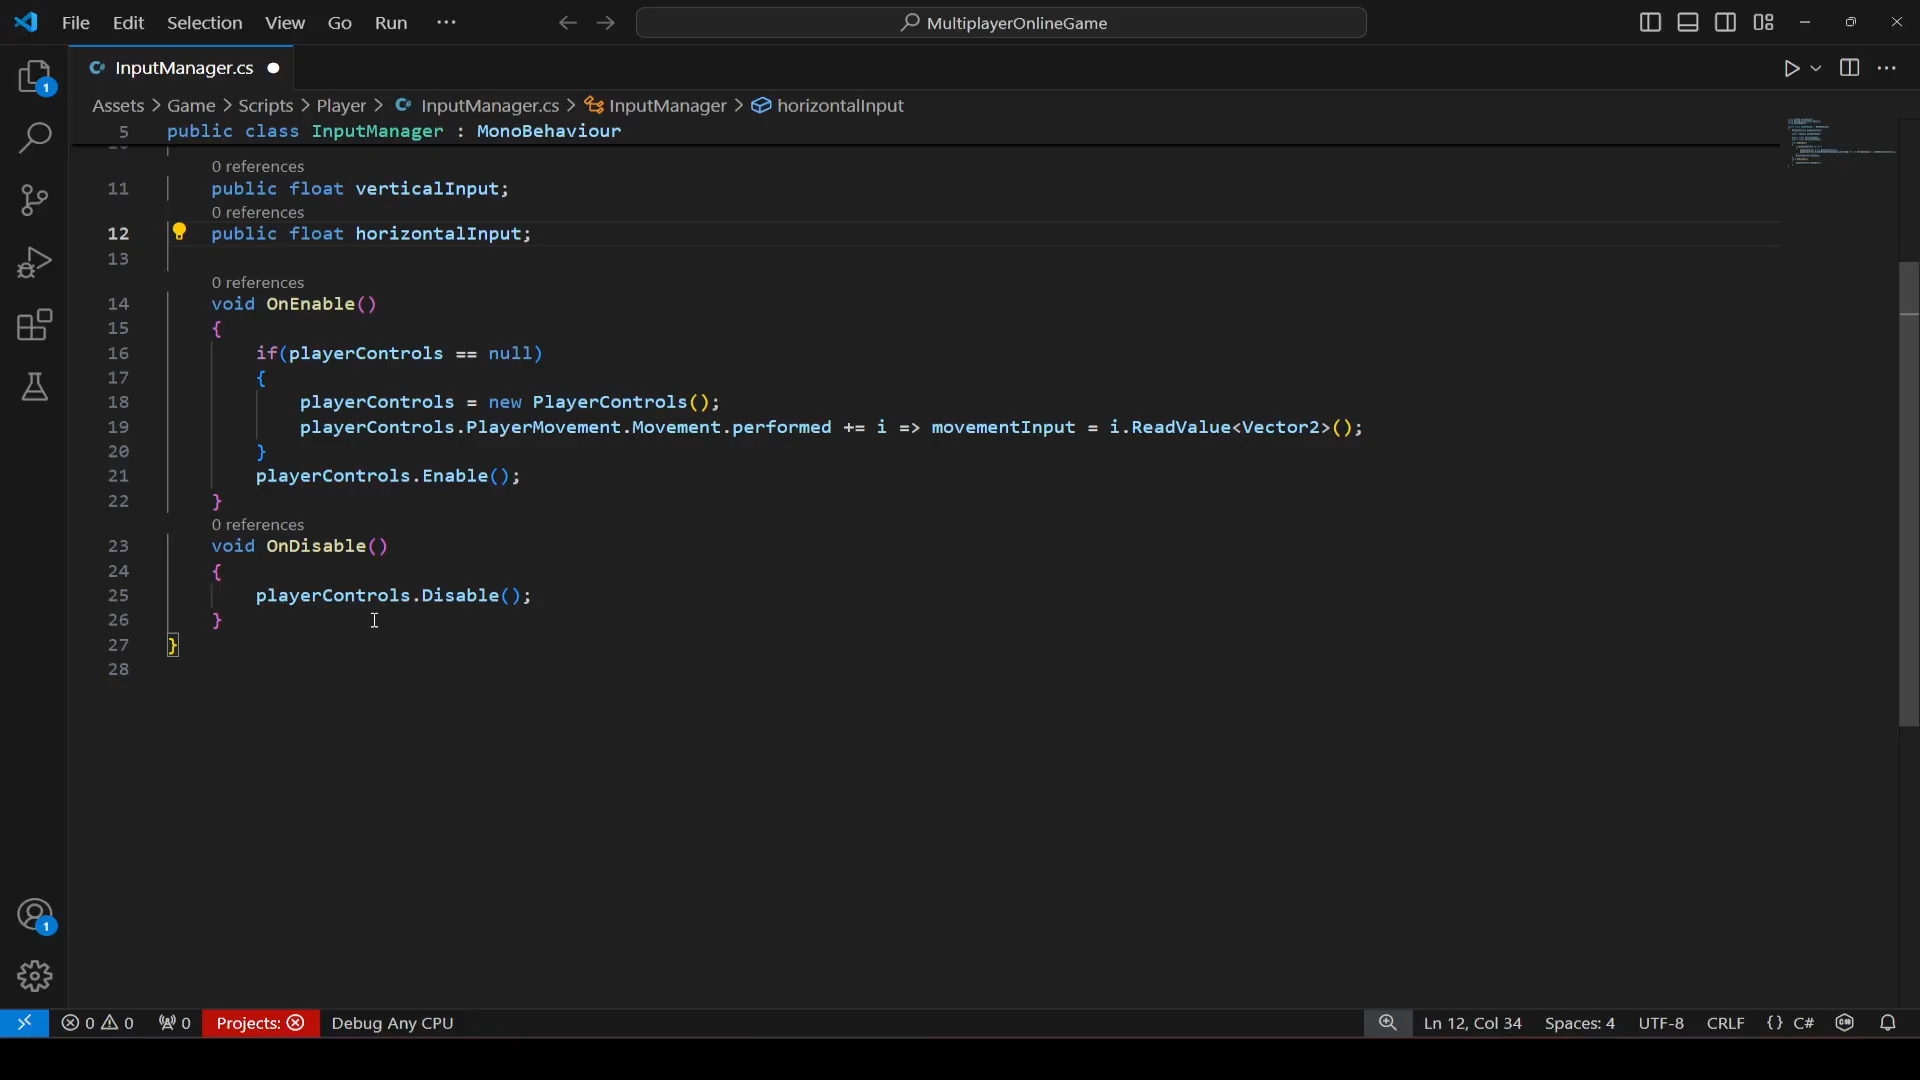 File Edit Selection View Go Run ··· MultiplayerOnlineGame
InputManager.cs
Assets > Game > Scripts > Player > InputManager.cs > InputManager > horizontalInput
5 public class InputManager : MonoBehaviour
0 references
11 public float verticalInput;
0 references
12 public float horizontalInput;
13
0 references
14 void OnEnable()
15 {
16 if(playerControls == null)
17 {
18 playerControls = new PlayerControls();
19 playerControls.PlayerMovement.Movement.performed += i => movementInput = i.ReadValue<Vector2>();
20 }
21 playerControls.Enable();
22 }
0 references
23 void OnDisable()
24 {
25 playerControls.Disable();
26 }
27 }
28
1
1
0 0 0 Projects: Debug Any CPU Ln 12, Col 34 Spaces: 4 UTF-8 CRLF {} C#